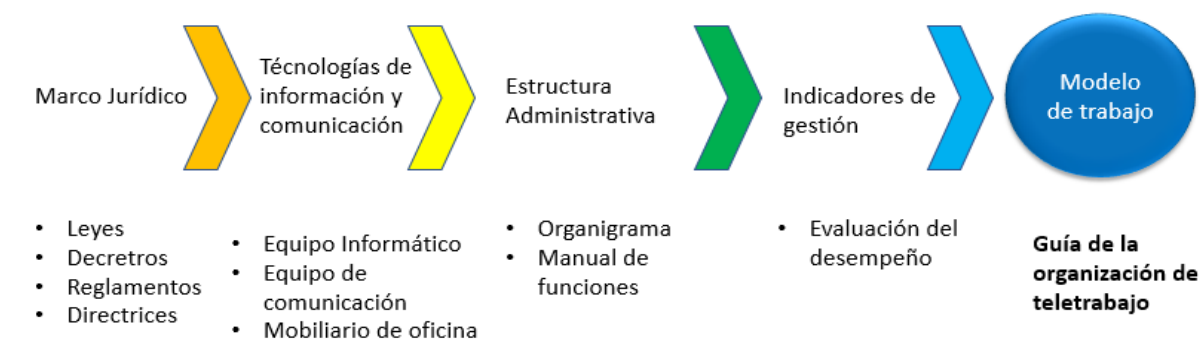 Marco Jurídico
Técnologías de
información y
comunicación
Estructura
Administrativa
Indicadores de
gestión
Modelo
de trabajo
• Leyes
• Decretros
• Reglamentos
• Directrices
• Equipo Informático
• Equipo de
comunicación
• Mobiliario de oficina
• Organigrama
• Manual de
funciones
• Evaluación del
desempeño
Guía de la
organización de
teletrabajo